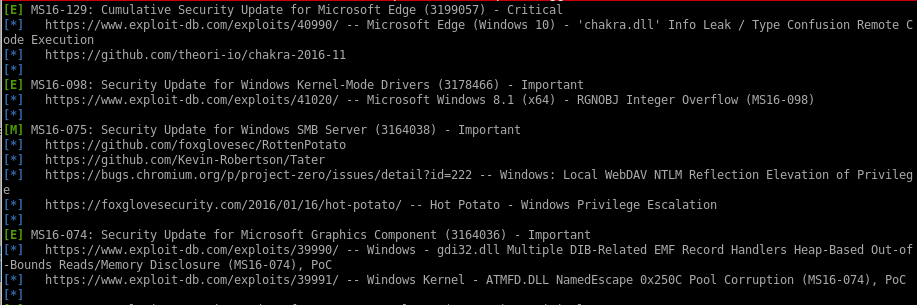 [E] MS16-129: Cumulative Security Update for Microsoft Edge (3199057) - Critical
[*]   https://www.exploit-db.com/exploits/40990/ -- Microsoft Edge (Windows 10) - 'chakra.dll' Info Leak / Type Confusion Remote C
ode Execution
[*]   https://github.com/theori-io/chakra-2016-11
[*]
[E] MS16-098: Security Update for Windows Kernel-Mode Drivers (3178466) - Important
[*]   https://www.exploit-db.com/exploits/41020/ -- Microsoft Windows 8.1 (x64) - RGNOBJ Integer Overflow (MS16-098)
[*]
[M] MS16-075: Security Update for Windows SMB Server (3164038) - Important
[*]   https://github.com/foxglovesec/RottenPotato
[*]   https://github.com/Kevin-Robertson/Tater
[*]   https://bugs.chromium.org/p/project-zero/issues/detail?id=222 -- Windows: Local WebDAV NTLM Reflection Elevation of Privileg
e
[*]   https://foxglovesecurity.com/2016/01/16/hot-potato/ -- Hot Potato - Windows Privilege Escalation
[*]
[E] MS16-074: Security Update for Microsoft Graphics Component (3164036) - Important
[*]   https://www.exploit-db.com/exploits/39990/ -- Windows - gdi32.dll Multiple DIB-Related EMF Record Handlers Heap-Based Out-of
-Bounds Reads/Memory Disclosure (MS16-074), PoC
[*]   https://www.exploit-db.com/exploits/39991/ -- Windows Kernel - ATMFD.DLL NamedEscape 0x250C Pool Corruption (MS16-074), PoC
[*]